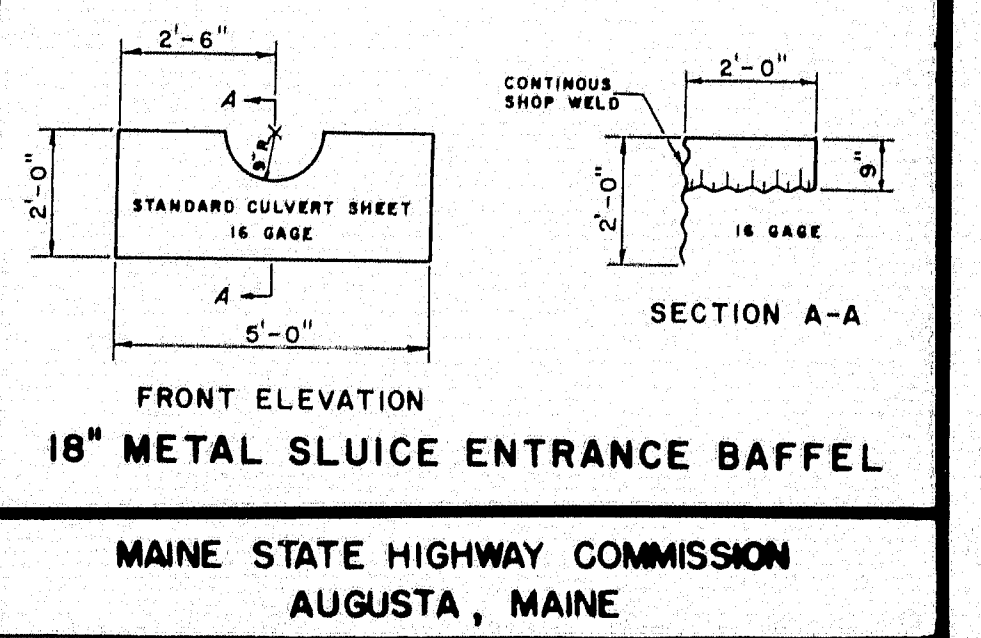 2'-6"
A
9" R.
2'-0"
STANDARD CULVERT SHEET
16 GAGE
A
5'-0"
FRONT ELEVATION
CONTINOUS
SHOP WELD
2'-0"
2'-0"
9"
16 GAGE
SECTION A-A
18" METAL SLUICE ENTRANCE BAFFEL
MAINE STATE HIGHWAY COMMISSION
AUGUSTA, MAINE